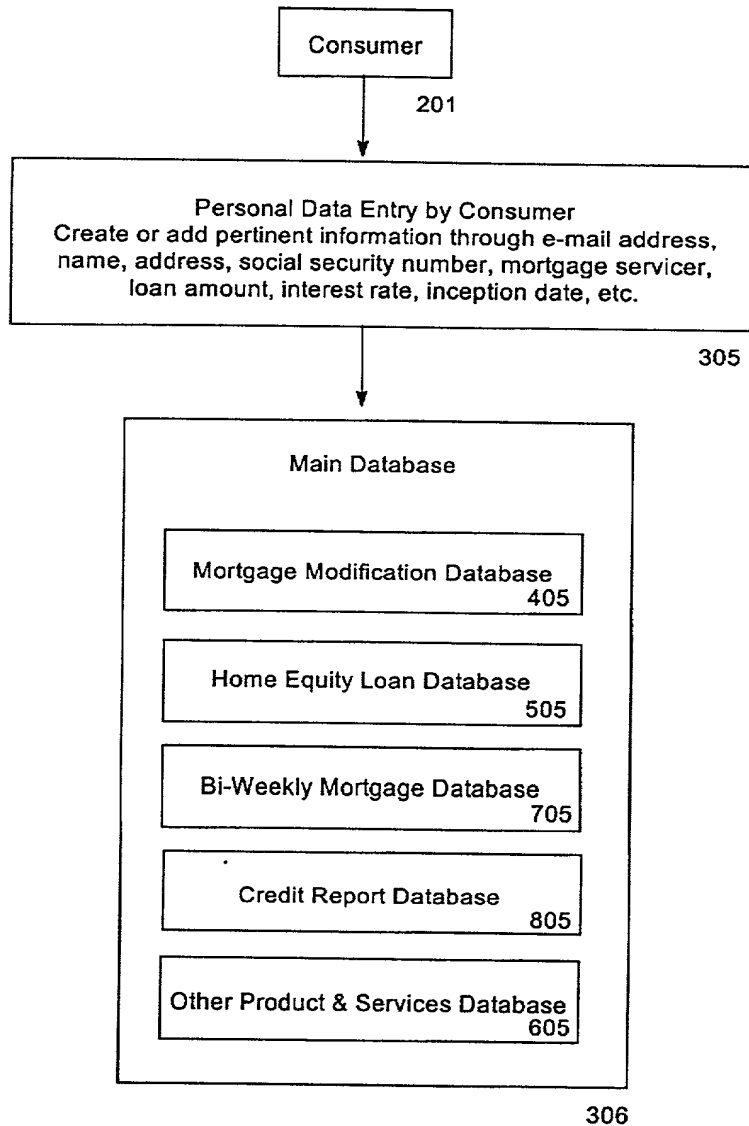 Consumer
201
Personal Data Entry by Consumer
Create or add pertinent information through e-mail address,
name, address, social security number, mortgage servicer,
loan amount, interest rate, inception date, etc.
305
Main Database
Mortgage Modification Database
405
Home Equity Loan Database
505
Bi-Weekly Mortgage Database
705
Credit Report Database
805
Other Product & Services Database
605
306